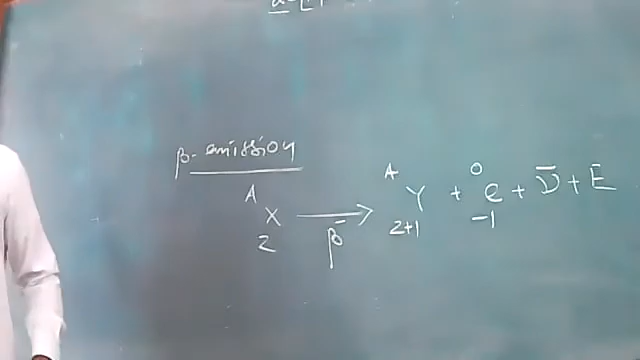 β-emission
A A 0
X ⟶ Y + e + ν̄ + E
Z β⁻ Z+1 -1